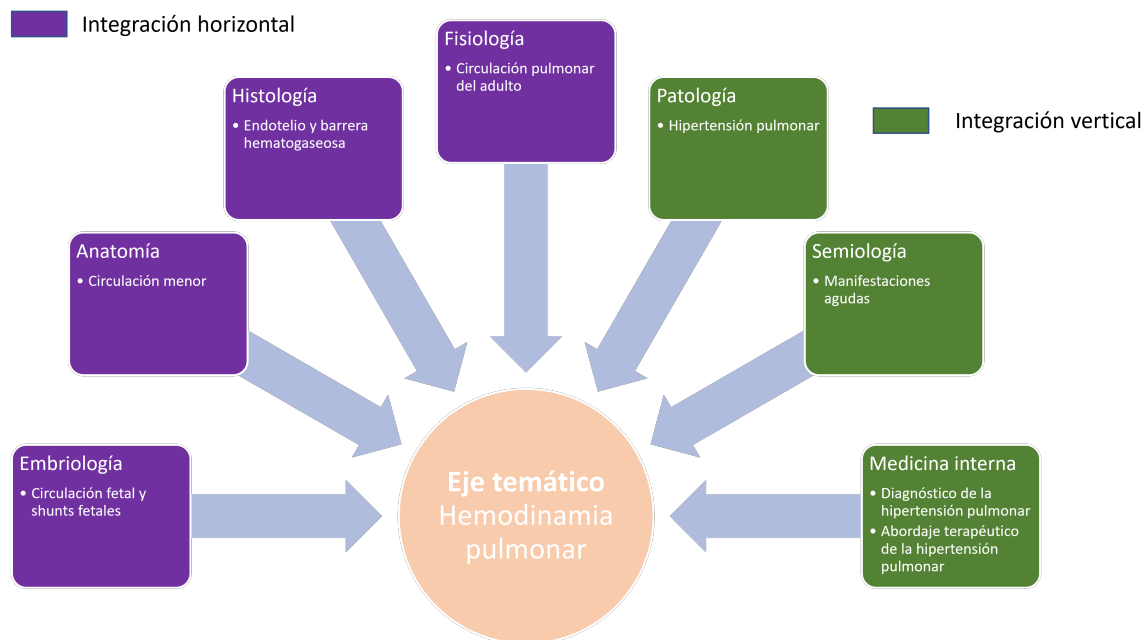 Integración horizontal
Fisiología
• Circulación pulmonar
del adulto
Histología
• Endotelio y barrera
hematogaseosa
Patología
• Hipertensión pulmonar
Integración vertical
Anatomía
• Circulación menor
Semiología
• Manifestaciones
agudas
Embriología
• Circulación fetal y
shunts fetales
Eje temático
Hemodinamia
pulmonar
Medicina interna
• Diagnóstico de la
hipertensión pulmonar
• Abordaje terapéutico
de la hipertensión
pulmonar